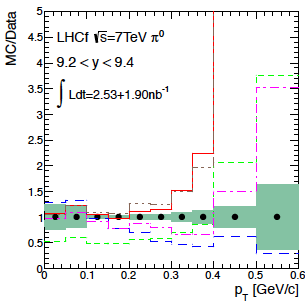 MC/Data
5
4.5
4
3.5
3
2.5
2
1.5
1
0.5
0
LHCf √s=7TeV π⁰
9.2 < y < 9.4
∫ Ldt=2.53+1.90nb⁻¹
0 0.1 0.2 0.3 0.4 0.5 0.6
p_T [GeV/c]